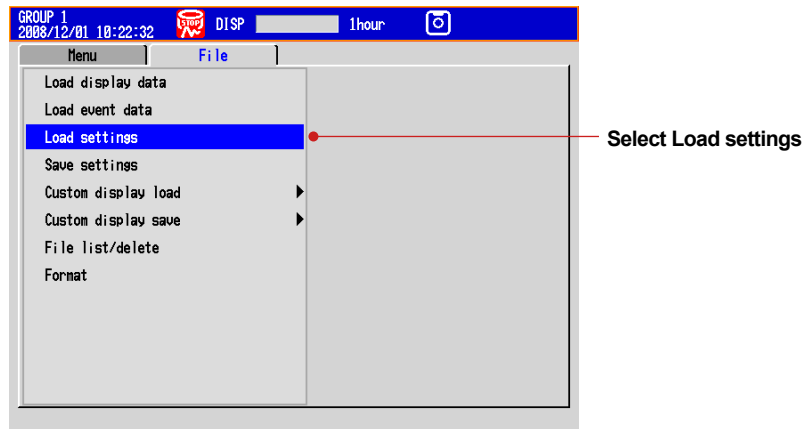 GROUP 1
2008/12/01 10:22:32
STOP
DISP
1hour
Menu
File
Load display data
Load event data
Load settings
Select Load settings
Save settings
Custom display load
Custom display save
File list/delete
Format